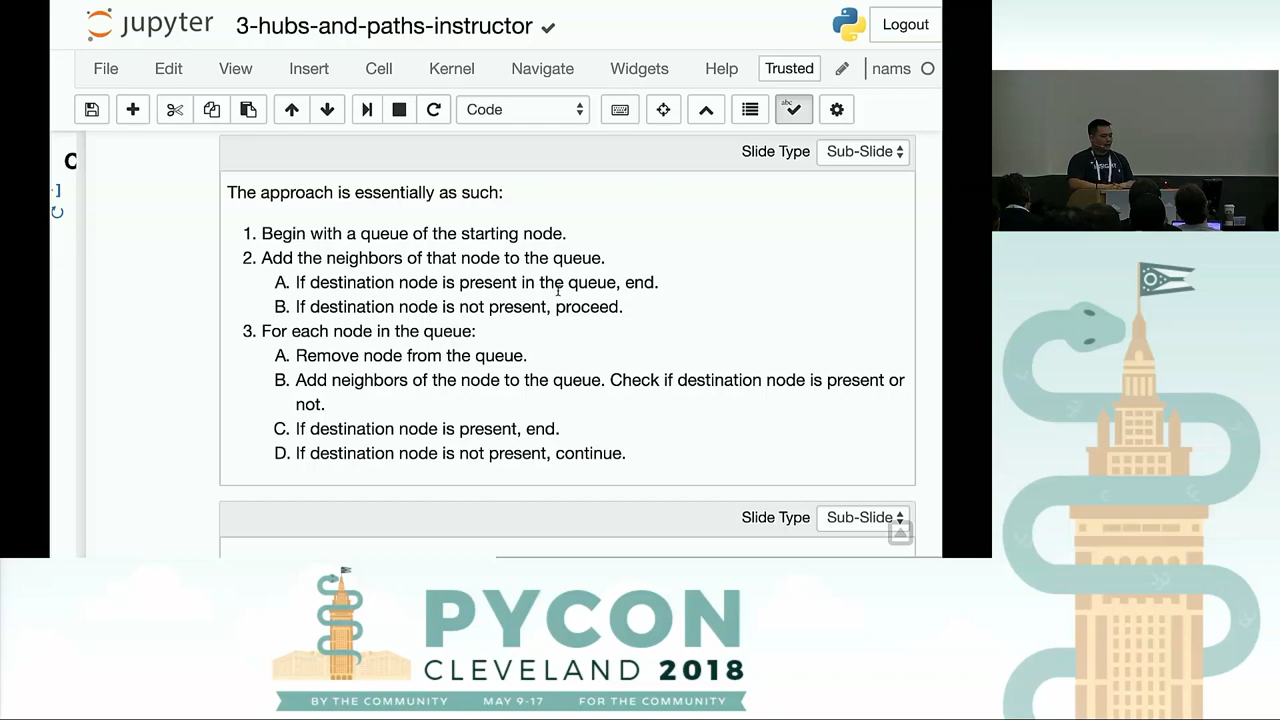 jupyter 3-hubs-and-paths-instructor Logout
File Edit View Insert Cell Kernel Navigate Widgets Help Trusted nams
Code
abc
Slide Type Sub-Slide
The approach is essentially as such:
1. Begin with a queue of the starting node.
2. Add the neighbors of that node to the queue.
A. If destination node is present in the queue, end.
B. If destination node is not present, proceed.
3. For each node in the queue:
A. Remove node from the queue.
B. Add neighbors of the node to the queue. Check if destination node is present or
not.
C. If destination node is present, end.
D. If destination node is not present, continue.
Slide Type Sub-Slide
PYCON
CLEVELAND 2018
BY THE COMMUNITY MAY 9-17 FOR THE COMMUNITY